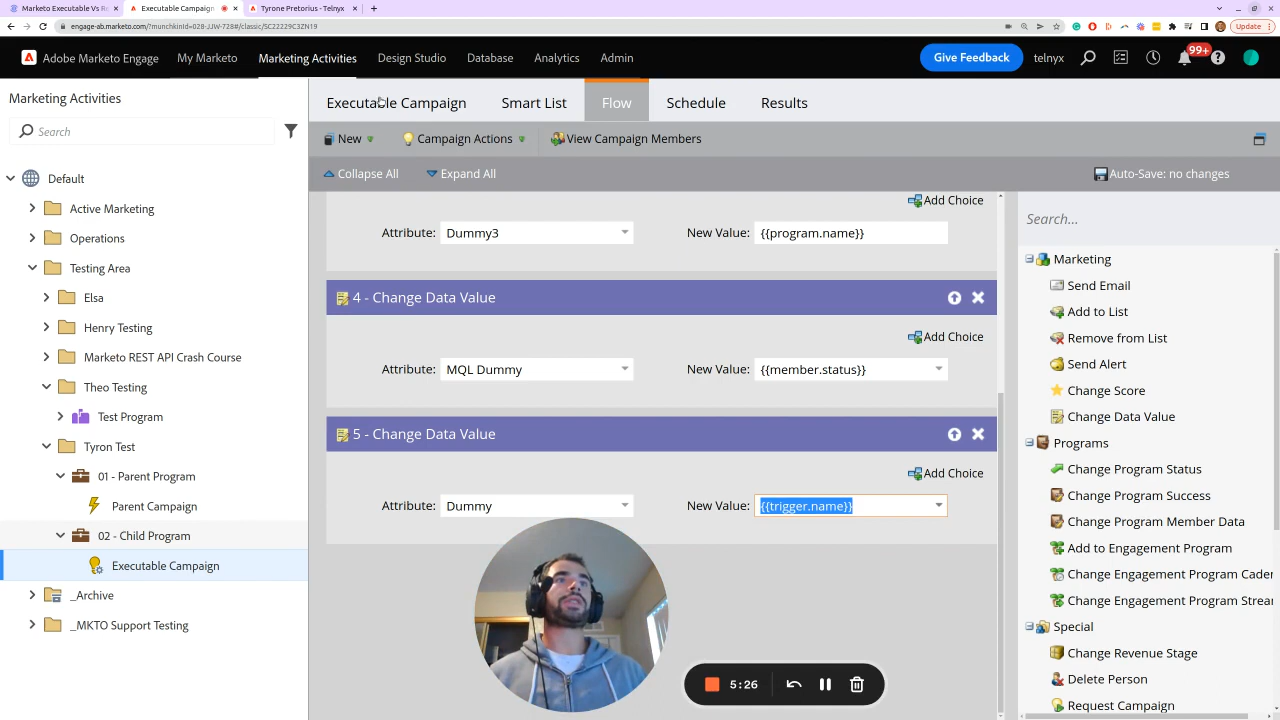 Marketo Executable Vs Re
Executable Campaign
Tyrone Pretorius - Telnyx
engage-ab.marketo.com/?munchkinId=028-JJW-728#/classic/SC22229C3ZN19
Update
Adobe Marketo Engage
My Marketo
Marketing Activities
Design Studio
Database
Analytics
Admin
Give Feedback
telnyx
99+
Marketing Activities
Search
Default
Active Marketing
Operations
Testing Area
Elsa
Henry Testing
Marketo REST API Crash Course
Theo Testing
Test Program
Tyron Test
01 - Parent Program
Parent Campaign
02 - Child Program
Executable Campaign
_Archive
_MKTO Support Testing
Executable Campaign
Smart List
Flow
Schedule
Results
New
Campaign Actions
View Campaign Members
Collapse All
Expand All
Auto-Save: no changes
Add Choice
Attribute: Dummy3 New Value: {{program.name}}
4 - Change Data Value
Add Choice
Attribute: MQL Dummy New Value: {{member.status}}
5 - Change Data Value
Add Choice
Attribute: Dummy New Value: {{trigger.name}}
5:26
Search...
Marketing
Send Email
Add to List
Remove from List
Send Alert
Change Score
Change Data Value
Programs
Change Program Status
Change Program Success
Change Program Member Data
Add to Engagement Program
Change Engagement Program Cader
Change Engagement Program Strea
Special
Change Revenue Stage
Delete Person
Request Campaign